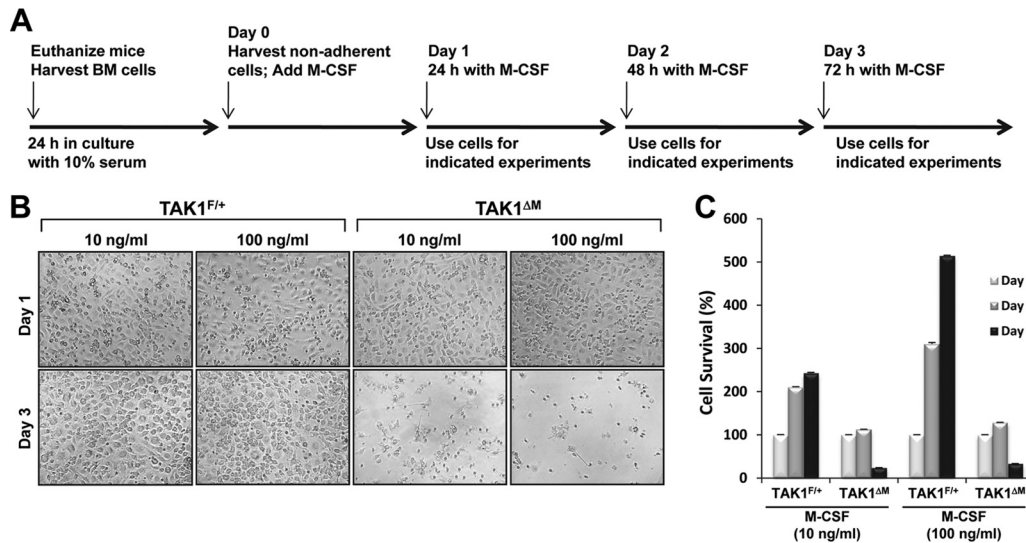 A
Euthanize mice
Harvest BM cells
24 h in culture
with 10% serum
Day 0
Harvest non-adherent
cells; Add M-CSF
Day 1
24 h with M-CSF
Use cells for
indicated experiments
Day 2
48 h with M-CSF
Use cells for
indicated experiments
Day 3
72 h with M-CSF
Use cells for
indicated experiments
B
TAK1F/+
TAK1ΔM
10 ng/ml
100 ng/ml
10 ng/ml
100 ng/ml
Day 1
Day 3
C
Cell Survival (%)
600
500
400
300
200
100
0
Day
Day
Day
TAK1F/+
TAK1ΔM
TAK1F/+
TAK1ΔM
M-CSF
(10 ng/ml)
M-CSF
(100 ng/ml)